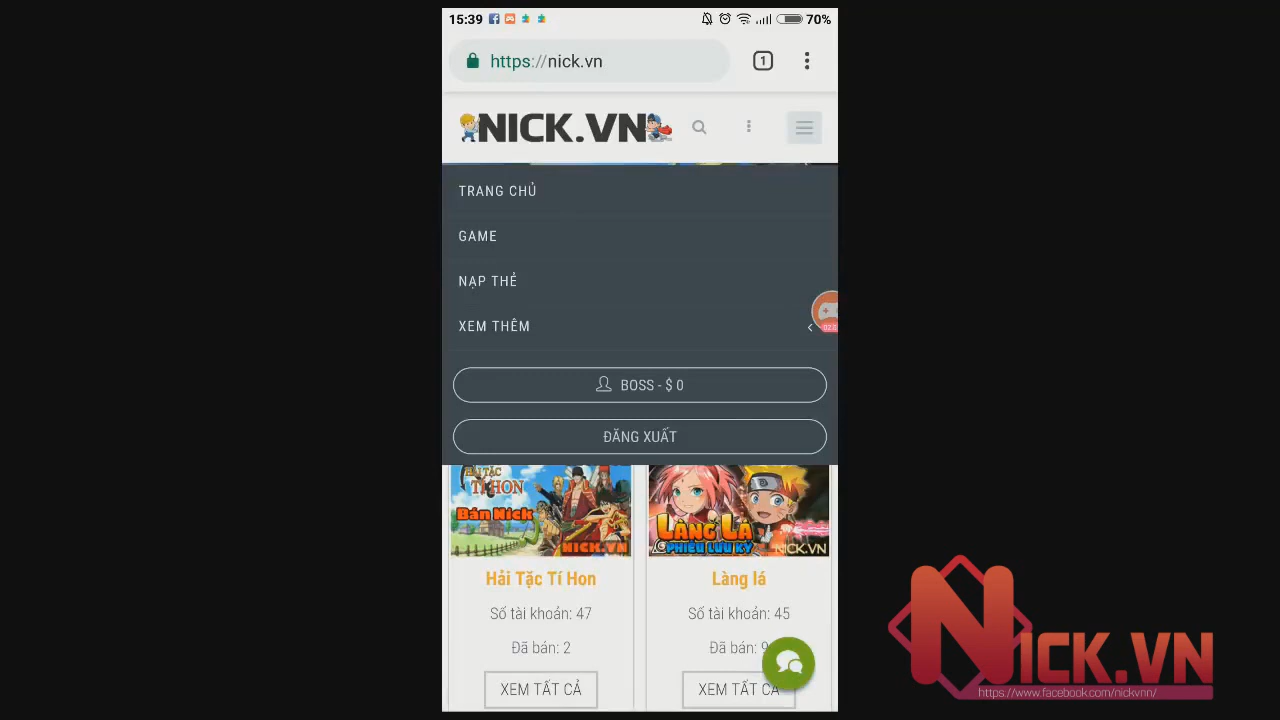 15:39
70%
https://nick.vn
1
NICK.VN
TRANG CHỦ
GAME
NẠP THẺ
XEM THÊM
BOSS - $ 0
ĐĂNG XUẤT
HẢI TẶC
TÍ HON
Bán Nick
NICK.VN
LÀNG LÁ
PHIÊU LƯU KÝ
NICK.VN
Hải Tặc Tí Hon
Làng lá
Số tài khoản: 47
Số tài khoản: 45
Đã bán: 2
Đã bán: 9
XEM TẤT CẢ
XEM TẤT CẢ
NICK.VN
https://www.facebook.com/nickvnn/